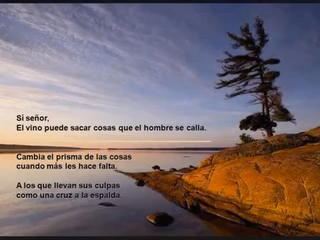 Si señor,
El vino puede sacar cosas que el hombre se calla.
Cambia el prisma de las cosas
cuando más les hace falta.
A los que llevan sus culpas
como una cruz a la espalda.